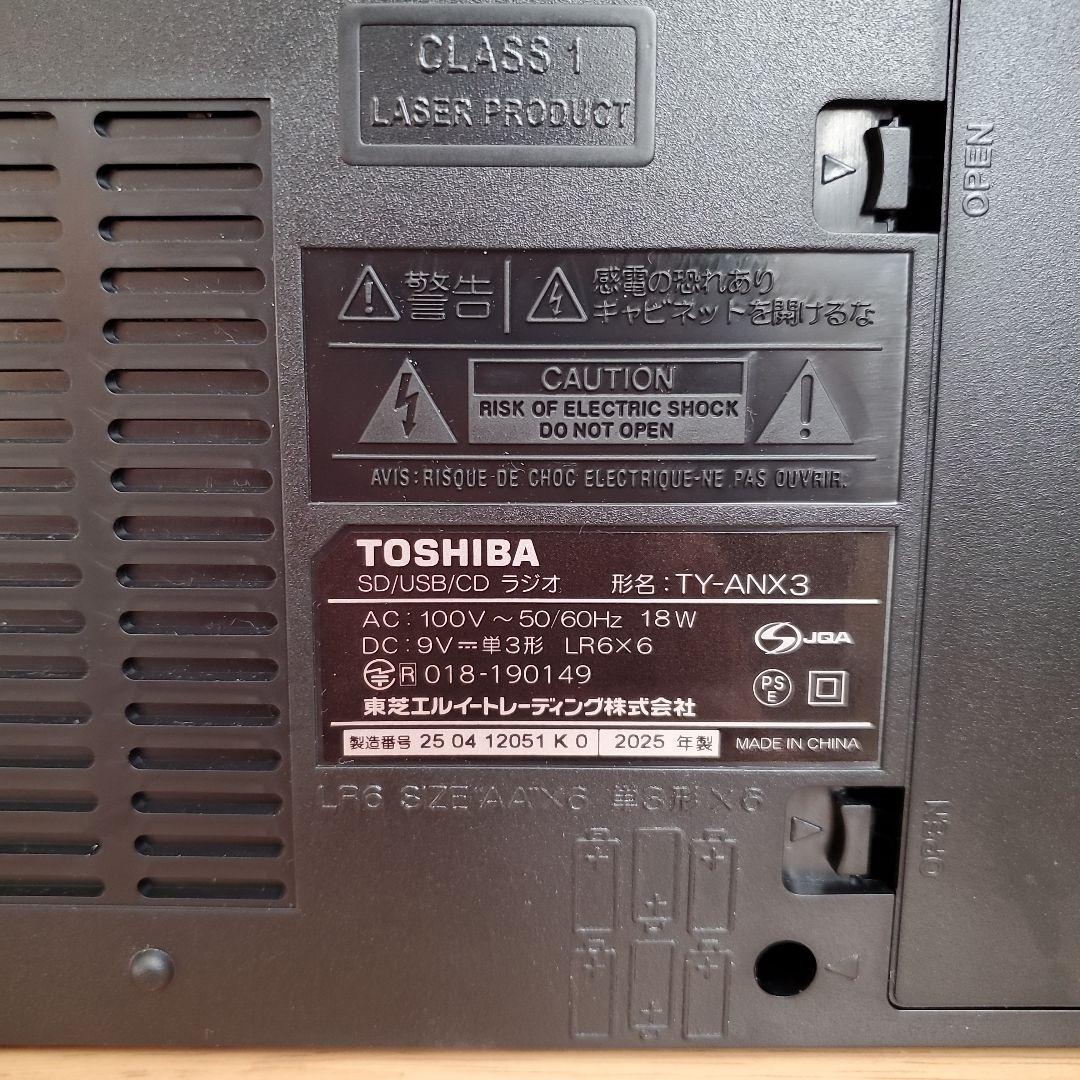 CLASS 1
LASER PRODUCT
OPEN
警告
感電の恐れあり
キャビネットを開けるな
CAUTION
RISK OF ELECTRIC SHOCK
DO NOT OPEN
AVIS : RISQUE DE CHOC ELECTRIQUE-NE PAS OUVRIR.
TOSHIBA
SD/USB/CD ラジオ 形名 : TY-ANX3
AC : 100V ～ 50/60Hz 18W
DC : 9V ⎓ 単3形 LR6×6
R 018-190149
JQA
PS
E
東芝エルイートレーディング株式会社
製造番号 25 04 12051 K 0 2025 年製 MADE IN CHINA
LR6 SIZE"AA"×6 単3形×6
OPEN